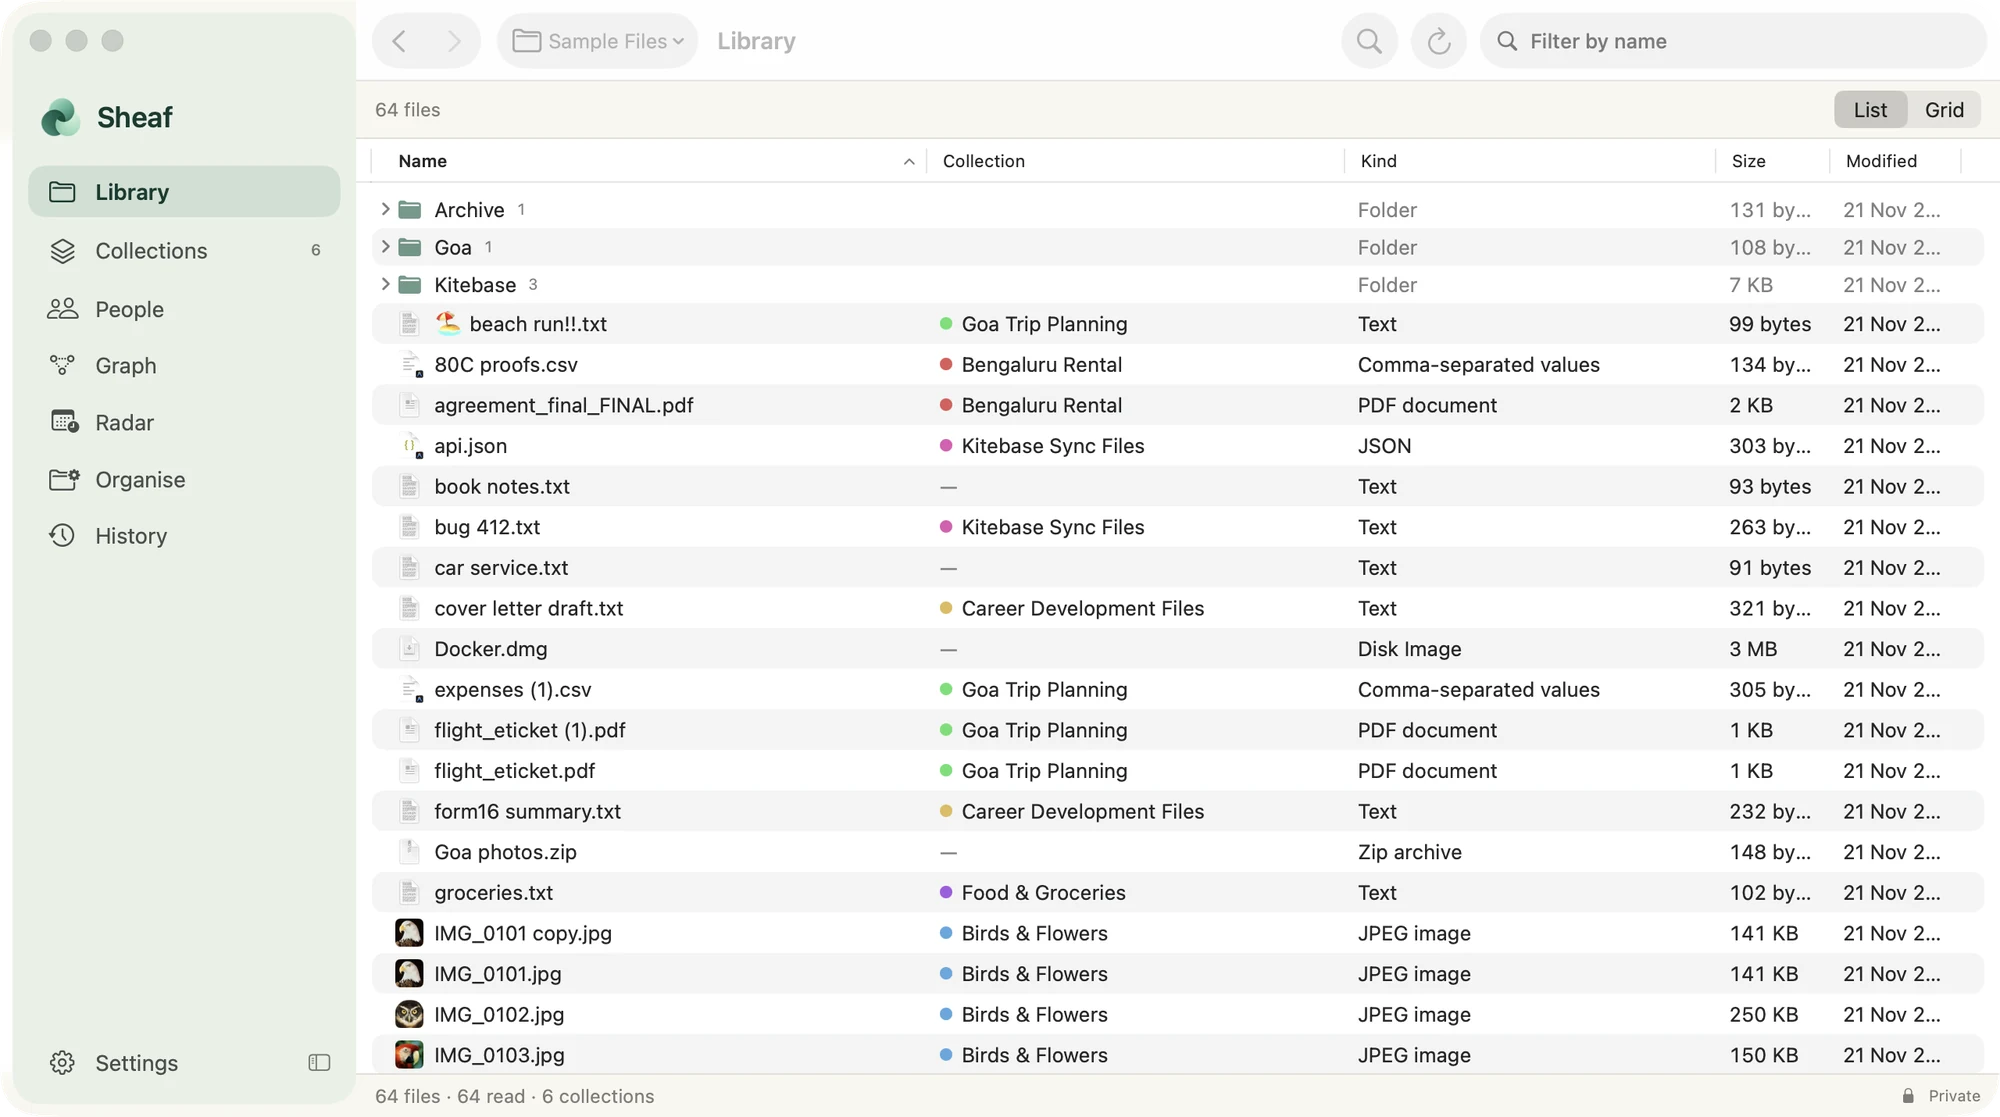 Sample Files
Library
Filter by name
Sheaf
Library
Collections 6
People
Graph
Radar
Organise
History
Settings
64 files
List Grid
Name Collection Kind Size Modified
Archive 1 Folder 131 by... 21 Nov 2...
Goa 1 Folder 108 by... 21 Nov 2...
Kitebase 3 Folder 7 KB 21 Nov 2...
🏖️ beach run!!.txt Goa Trip Planning Text 99 bytes 21 Nov 2...
80C proofs.csv Bengaluru Rental Comma-separated values 134 by... 21 Nov 2...
agreement_final_FINAL.pdf Bengaluru Rental PDF document 2 KB 21 Nov 2...
api.json Kitebase Sync Files JSON 303 by... 21 Nov 2...
book notes.txt — Text 93 bytes 21 Nov 2...
bug 412.txt Kitebase Sync Files Text 263 by... 21 Nov 2...
car service.txt — Text 91 bytes 21 Nov 2...
cover letter draft.txt Career Development Files Text 321 by... 21 Nov 2...
Docker.dmg — Disk Image 3 MB 21 Nov 2...
expenses (1).csv Goa Trip Planning Comma-separated values 305 by... 21 Nov 2...
flight_eticket (1).pdf Goa Trip Planning PDF document 1 KB 21 Nov 2...
flight_eticket.pdf Goa Trip Planning PDF document 1 KB 21 Nov 2...
form16 summary.txt Career Development Files Text 232 by... 21 Nov 2...
Goa photos.zip — Zip archive 148 by... 21 Nov 2...
groceries.txt Food & Groceries Text 102 by... 21 Nov 2...
IMG_0101 copy.jpg Birds & Flowers JPEG image 141 KB 21 Nov 2...
IMG_0101.jpg Birds & Flowers JPEG image 141 KB 21 Nov 2...
IMG_0102.jpg Birds & Flowers JPEG image 250 KB 21 Nov 2...
IMG_0103.jpg Birds & Flowers JPEG image 150 KB 21 Nov 2...
64 files · 64 read · 6 collections
Private